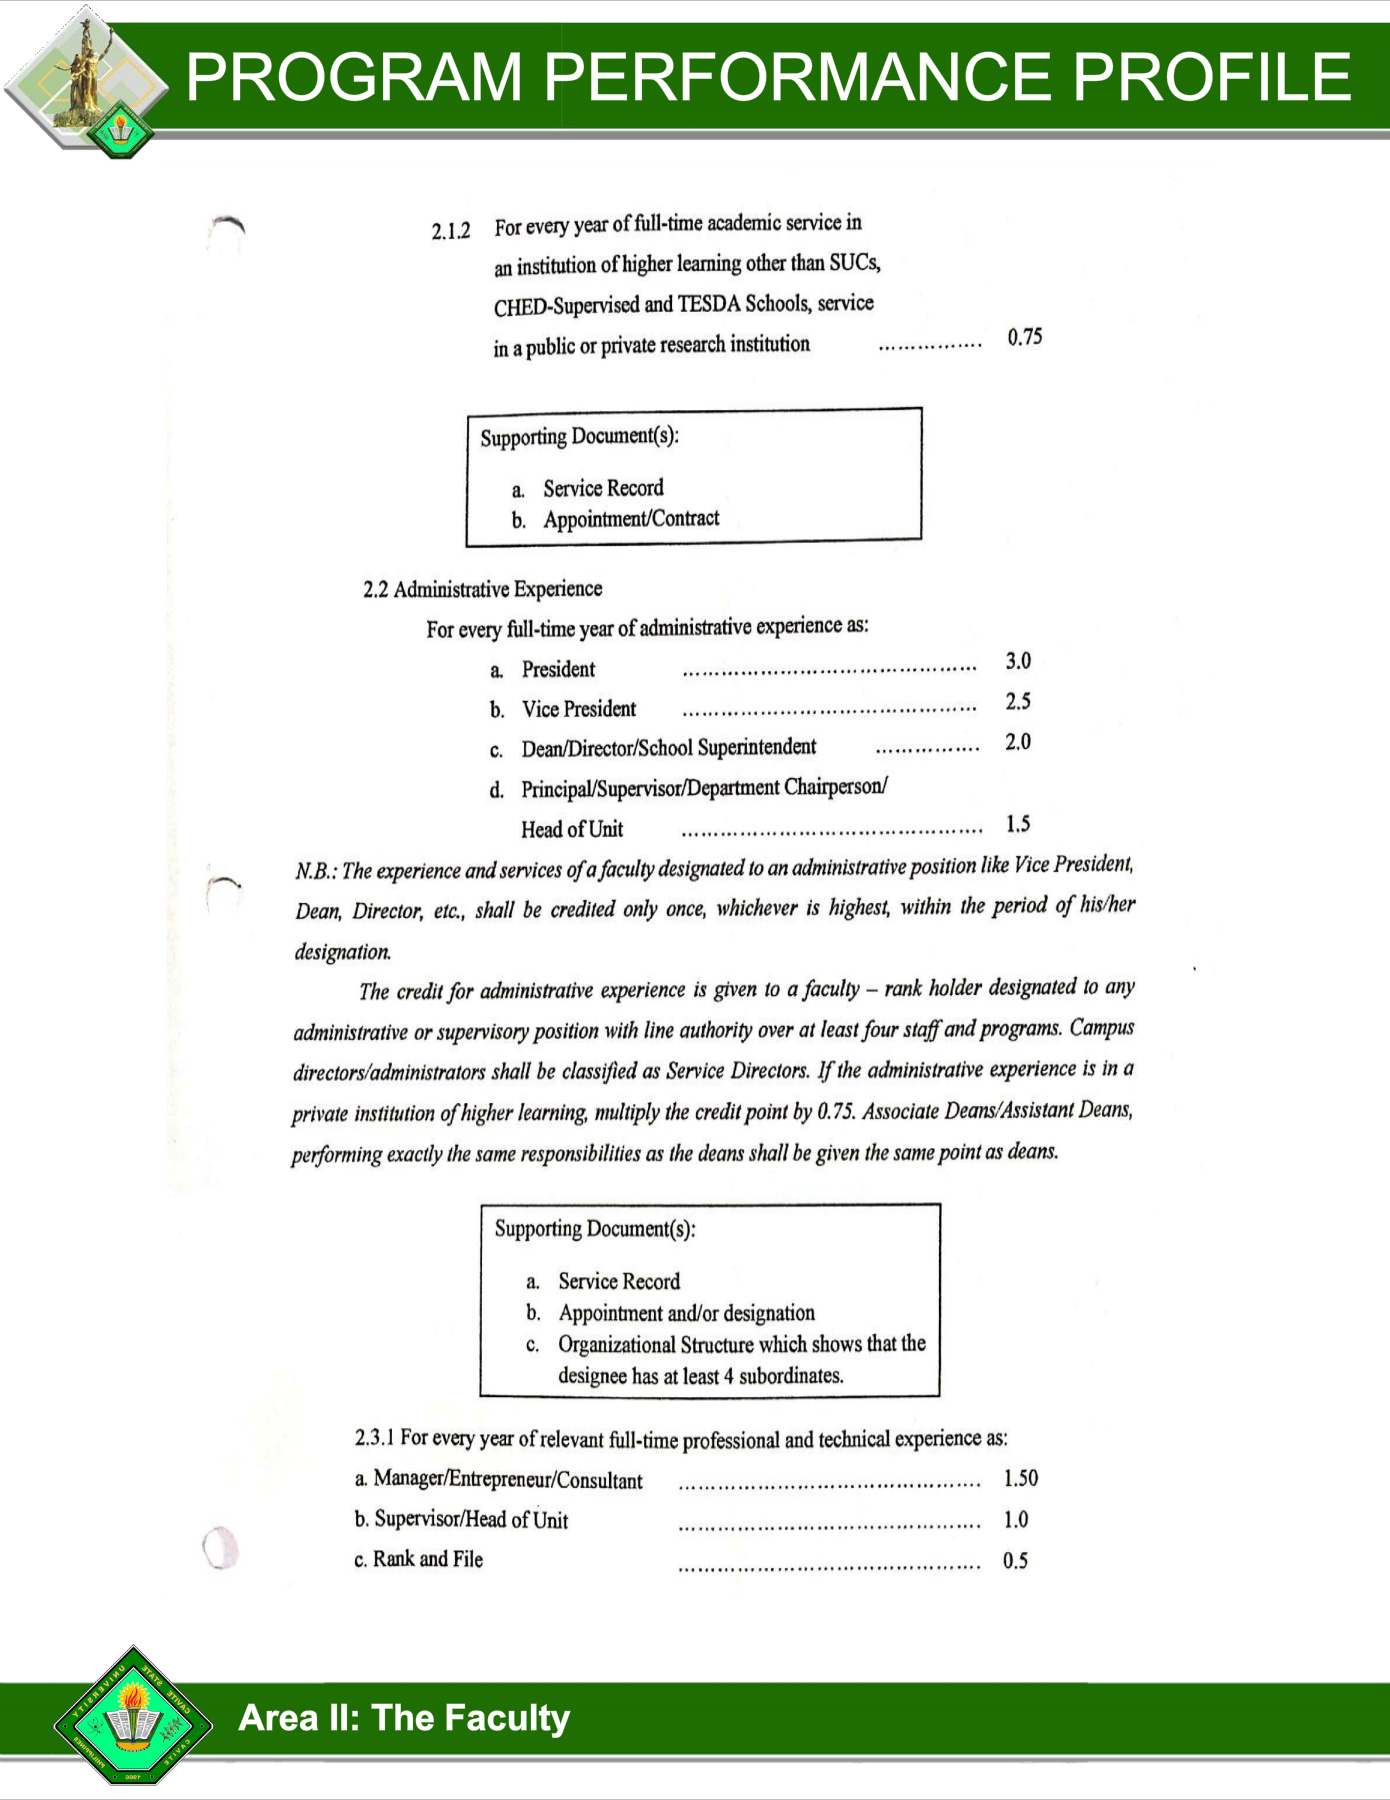 PROGRAM PERFORMANCE PROFILE
2.1.2 For every year of full-time academic service in
an institution of higher learning other than SUCs,
CHED-Supervised and TESDA Schools, service
in a public or private research institution ................ 0.75
Supporting Document(s):
a. Service Record
b. Appointment/Contract
2.2 Administrative Experience
For every full-time year of administrative experience as:
a. President ............................................. 3.0
b. Vice President ............................................. 2.5
c. Dean/Director/School Superintendent ................ 2.0
d. Principal/Supervisor/Department Chairperson/
Head of Unit .............................................. 1.5
N.B.: The experience and services of a faculty designated to an administrative position like Vice President,
Dean, Director, etc., shall be credited only once, whichever is highest, within the period of his/her
designation.
The credit for administrative experience is given to a faculty – rank holder designated to any
administrative or supervisory position with line authority over at least four staff and programs. Campus
directors/administrators shall be classified as Service Directors. If the administrative experience is in a
private institution of higher learning, multiply the credit point by 0.75. Associate Deans/Assistant Deans,
performing exactly the same responsibilities as the deans shall be given the same point as deans.
Supporting Document(s):
a. Service Record
b. Appointment and/or designation
c. Organizational Structure which shows that the
designee has at least 4 subordinates.
2.3.1 For every year of relevant full-time professional and technical experience as:
a. Manager/Entrepreneur/Consultant .............................................. 1.50
b. Supervisor/Head of Unit .............................................. 1.0
c. Rank and File .............................................. 0.5
CAVITE STATE UNIVERSITY
CAVITE
1906
PHILIPPINES
Area II: The Faculty